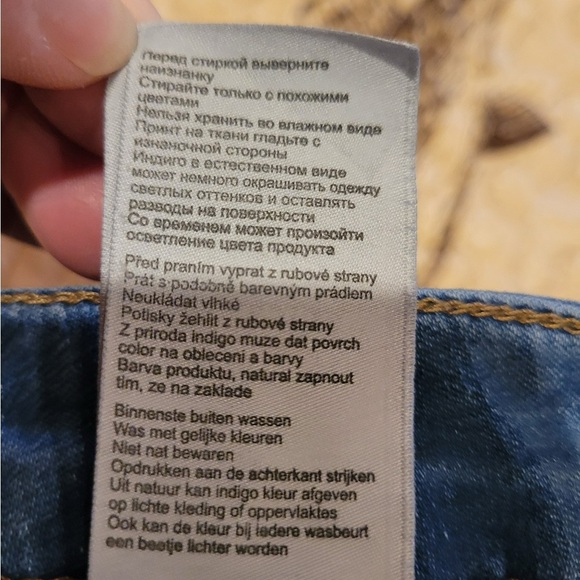 Перед стиркой выверните
наизнанку
Стирайте только с похожими
цветами
Нельзя хранить во влажном виде
Принт на ткани гладьте с
изнаночной стороны
Индиго в естественном виде
может немного окрашивать одежду
светлых оттенков и оставлять
разводы на поверхности
Со временем может произойти
осветление цвета продукта
Před praním vyprat z rubové strany
Prát s podobně barevným prádlem
Neukládat vlhké
Potisky žehlit z rubové strany
Z priroda indigo muze dat povrch
color na obleceni a barvy
Barva produktu, natural zapnout
tim, ze na zaklade
Binnenste buiten wassen
Was met gelijke kleuren
Niet nat bewaren
Opdrukken aan de achterkant strijken
Uit natuur kan indigo kleur afgeven
op lichte kleding of oppervlaktes
Ook kan de kleur bij iedere wasbeurt
een beetje lichter worden